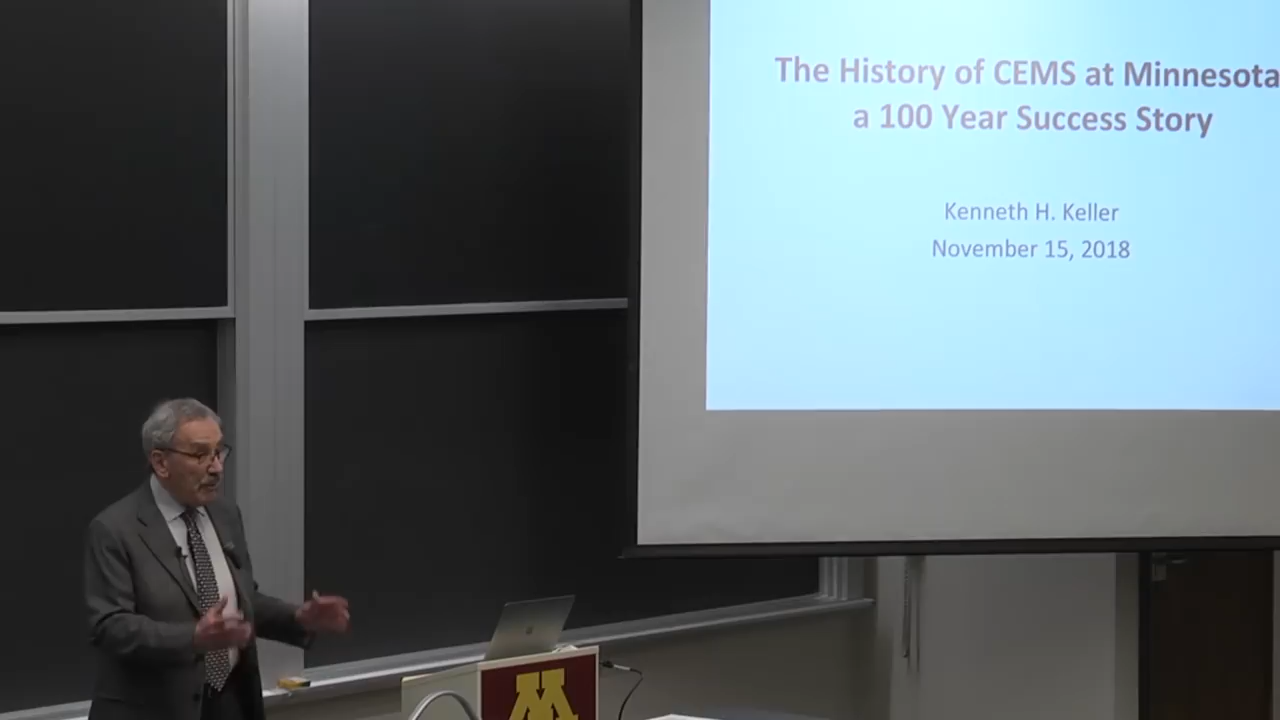 The History of CEMS at Minnesota
a 100 Year Success Story
Kenneth H. Keller
November 15, 2018
M